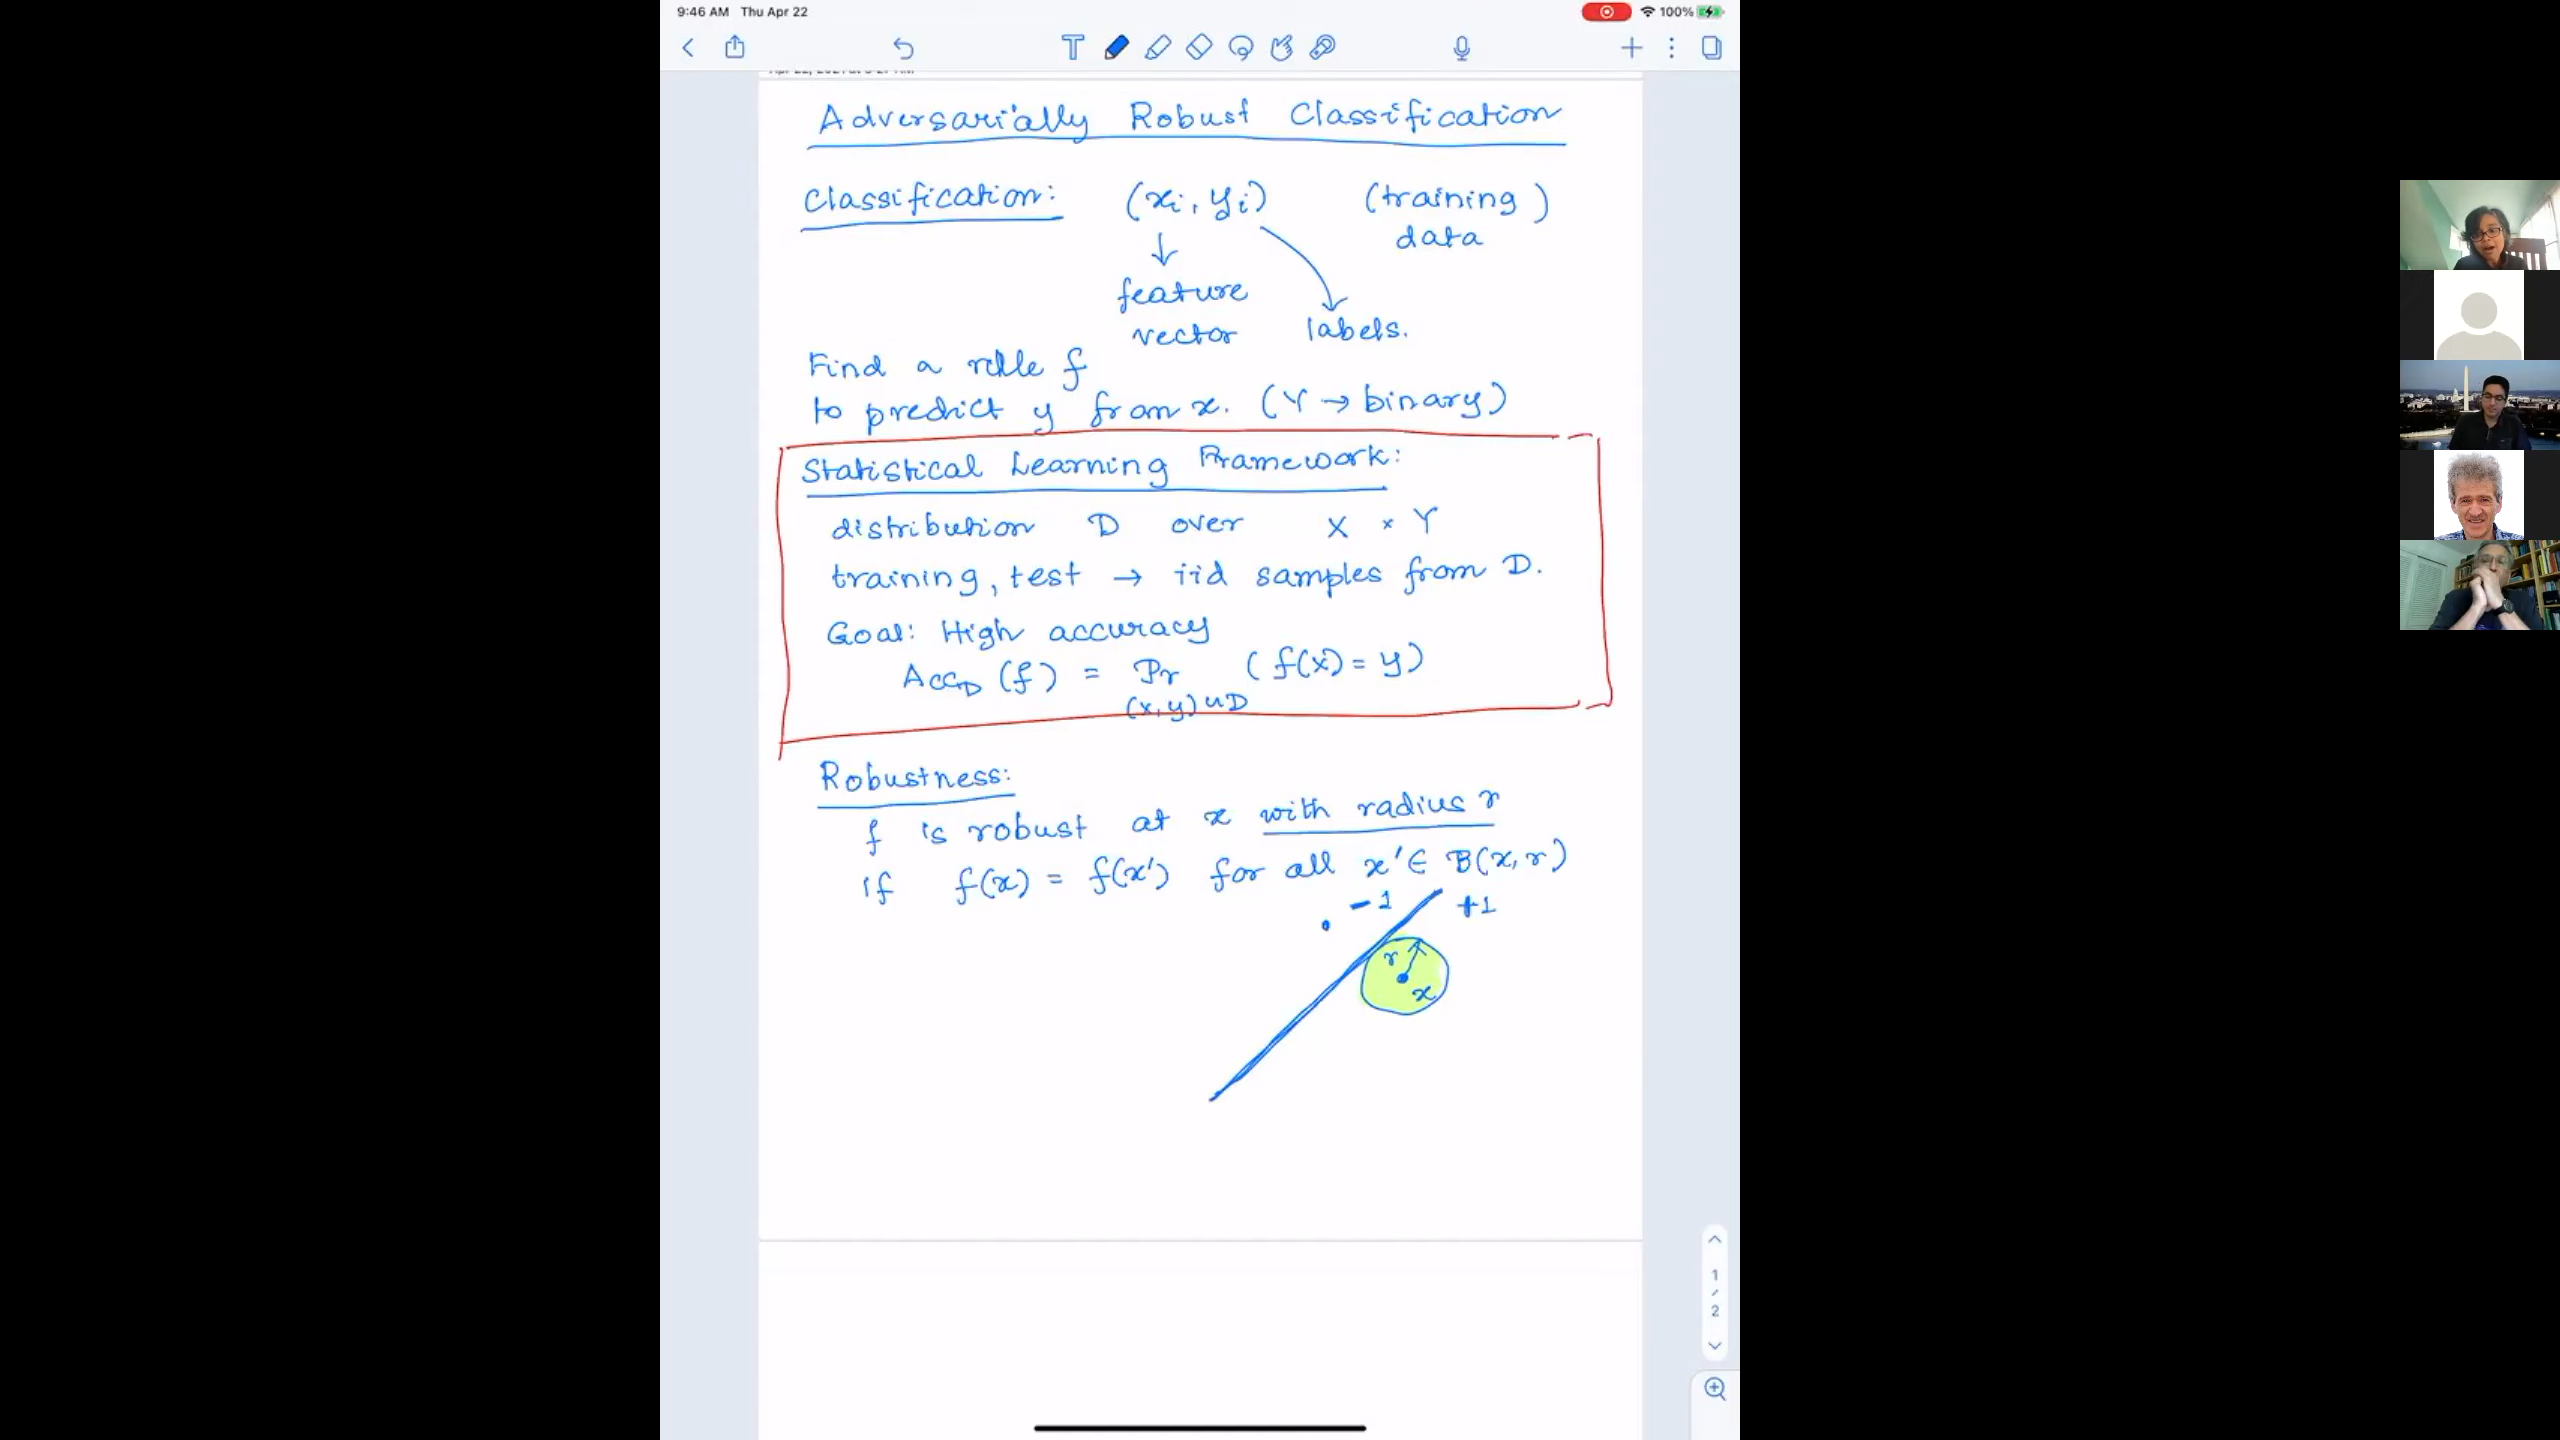 9:46 AM Thu Apr 22
100%
Adversarially Robust Classification
Classification: (xi, yi) (training data)
feature vector
labels.
Find a rule f
to predict y from x. (Y → binary)
Statistical Learning Framework:
distribution D over X × Y
training, test → iid samples from D.
Goal: High accuracy
AccD (f) = Pr (f(x) = y)
(x,y)~D
Robustness:
f is robust at x with radius r
if f(x) = f(x') for all x' ∈ B(x, r)
-1 +1
r
x
1
/
2